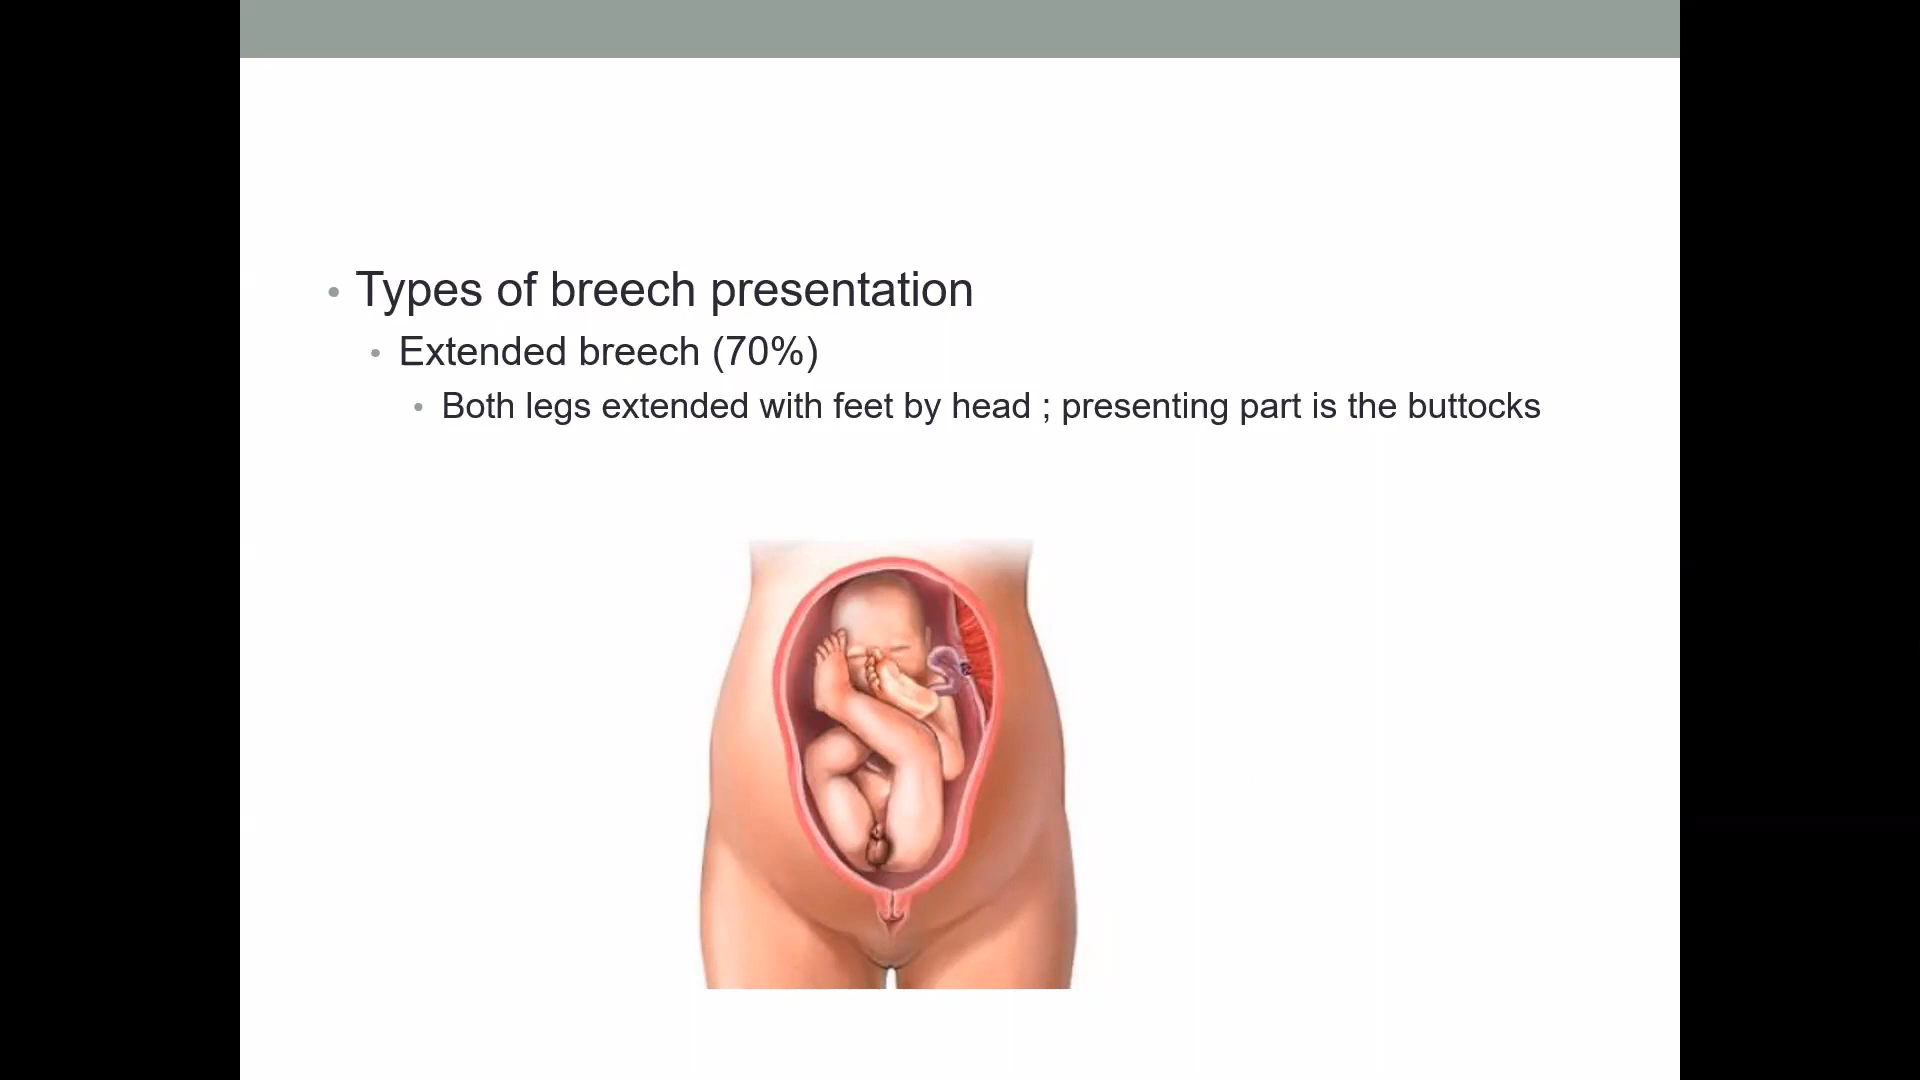 • Types of breech presentation
• Extended breech (70%)
• Both legs extended with feet by head ; presenting part is the buttocks